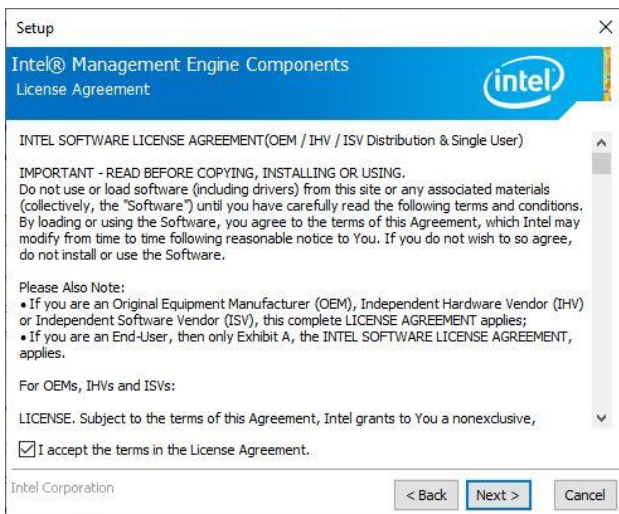 Setup
Intel® Management Engine Components
License Agreement
intel
INTEL SOFTWARE LICENSE AGREEMENT(OEM / IHV / ISV Distribution & Single User)
IMPORTANT - READ BEFORE COPYING, INSTALLING OR USING.
Do not use or load software (including drivers) from this site or any associated materials
(collectively, the "Software") until you have carefully read the following terms and conditions.
By loading or using the Software, you agree to the terms of this Agreement, which Intel may
modify from time to time following reasonable notice to You. If you do not wish to so agree,
do not install or use the Software.
Please Also Note:
• If you are an Original Equipment Manufacturer (OEM), Independent Hardware Vendor (IHV)
or Independent Software Vendor (ISV), this complete LICENSE AGREEMENT applies;
• If you are an End-User, then only Exhibit A, the INTEL SOFTWARE LICENSE AGREEMENT,
applies.
For OEMs, IHVs and ISVs:
LICENSE. Subject to the terms of this Agreement, Intel grants to You a nonexclusive,
I accept the terms in the License Agreement.
Intel Corporation
< Back Next > Cancel